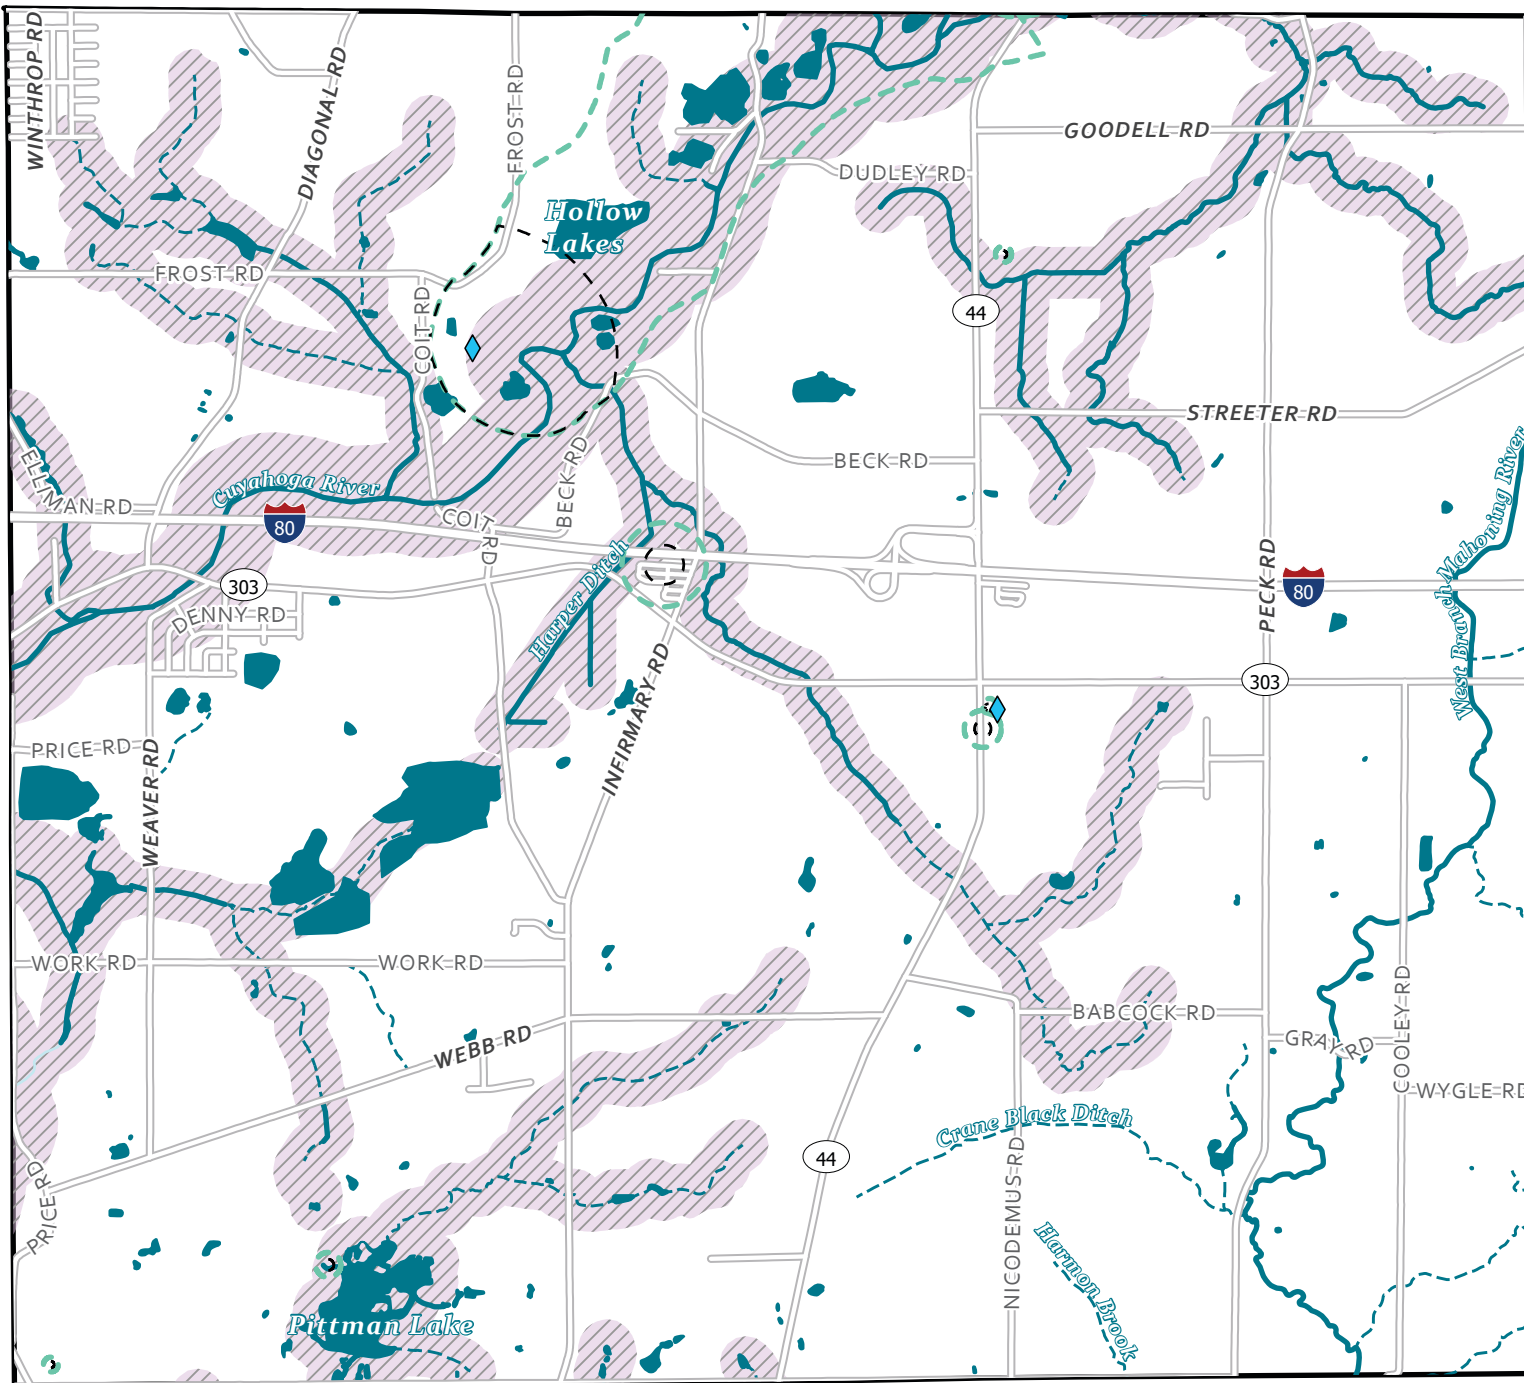 WINTHROP RD
DIAGONAL RD
FROST RD
GOODELL RD
DUDLEY RD
Hollow
Lakes
FROST RD
COIT RD
44
STREETER RD
BECK RD
BECK RD
ELLIMAN RD
Cuyahoga River
80
COIT RD
West Branch Mahoning River
PECK RD
303
80
DENNY RD
Harper Ditch
INFIRMARY RD
303
PRICE RD
WEAVER RD
WORK RD
WORK RD
WEBB RD
BABCOCK RD
GRAY RD
COOLEY RD
WYGLE RD
Crane Black Ditch
44
PRICE RD
NICODEMUS RD
Harmon Brook
Pittman Lake